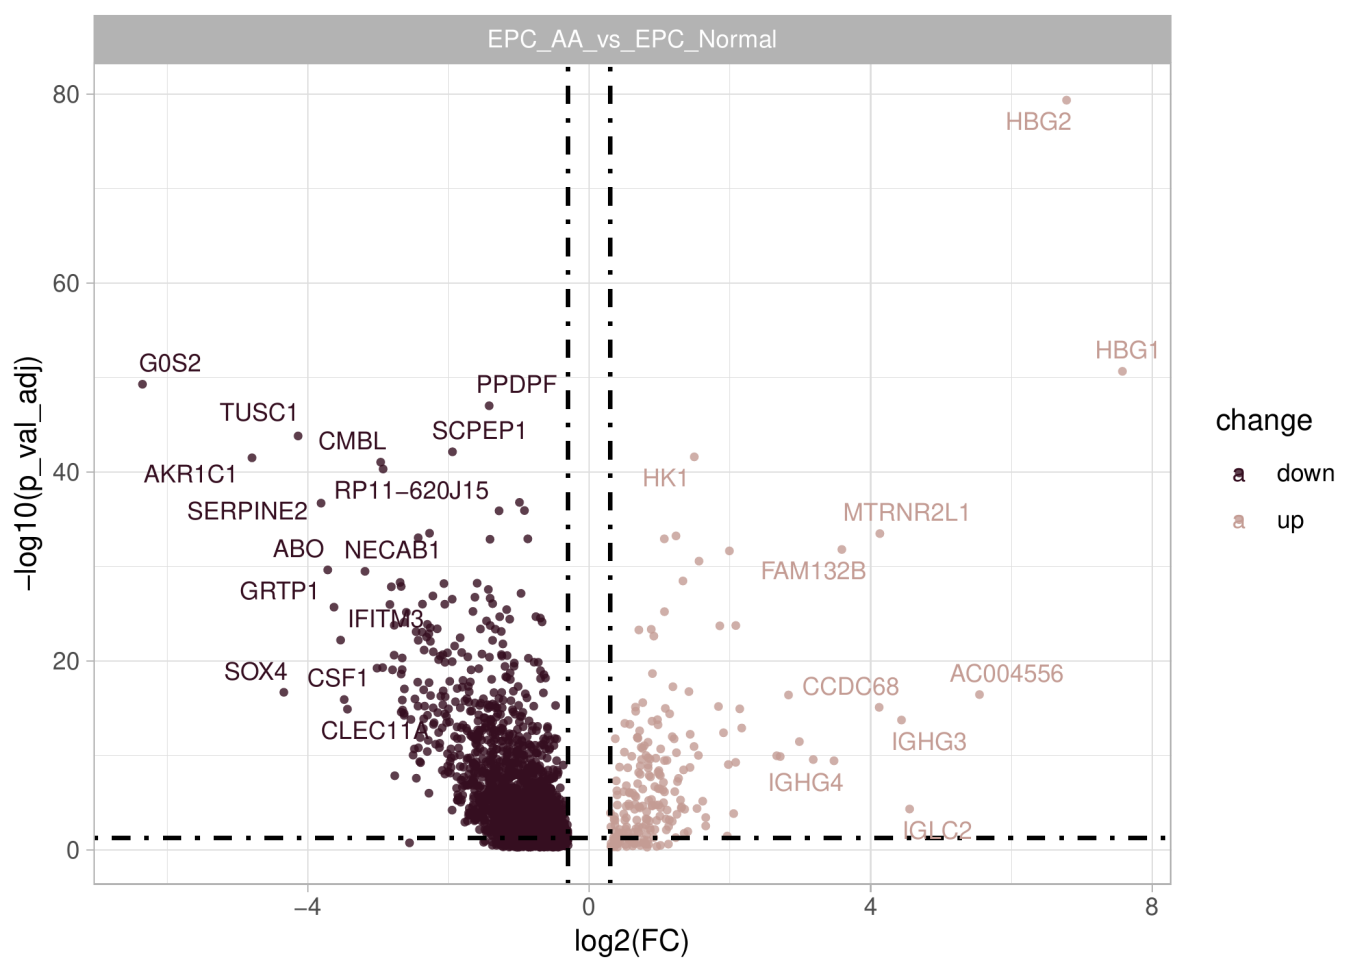 EPC_AA_vs_EPC_Normal
80
HBG2
60
HBG1
G0S2
PPDPF
TUSC1
SCPEP1
CMBL
AKR1C1
40
HK1
RP11−620J15
SERPINE2
MTRNR2L1
ABO
NECAB1
FAM132B
GRTP1
IFITM3
20
SOX4
CSF1
CCDC68
AC004556
CLEC11A
IGHG3
IGHG4
IGLC2
0
−4
0
4
8
log2(FC)
−log10(p_val_adj)
change
a down
a up